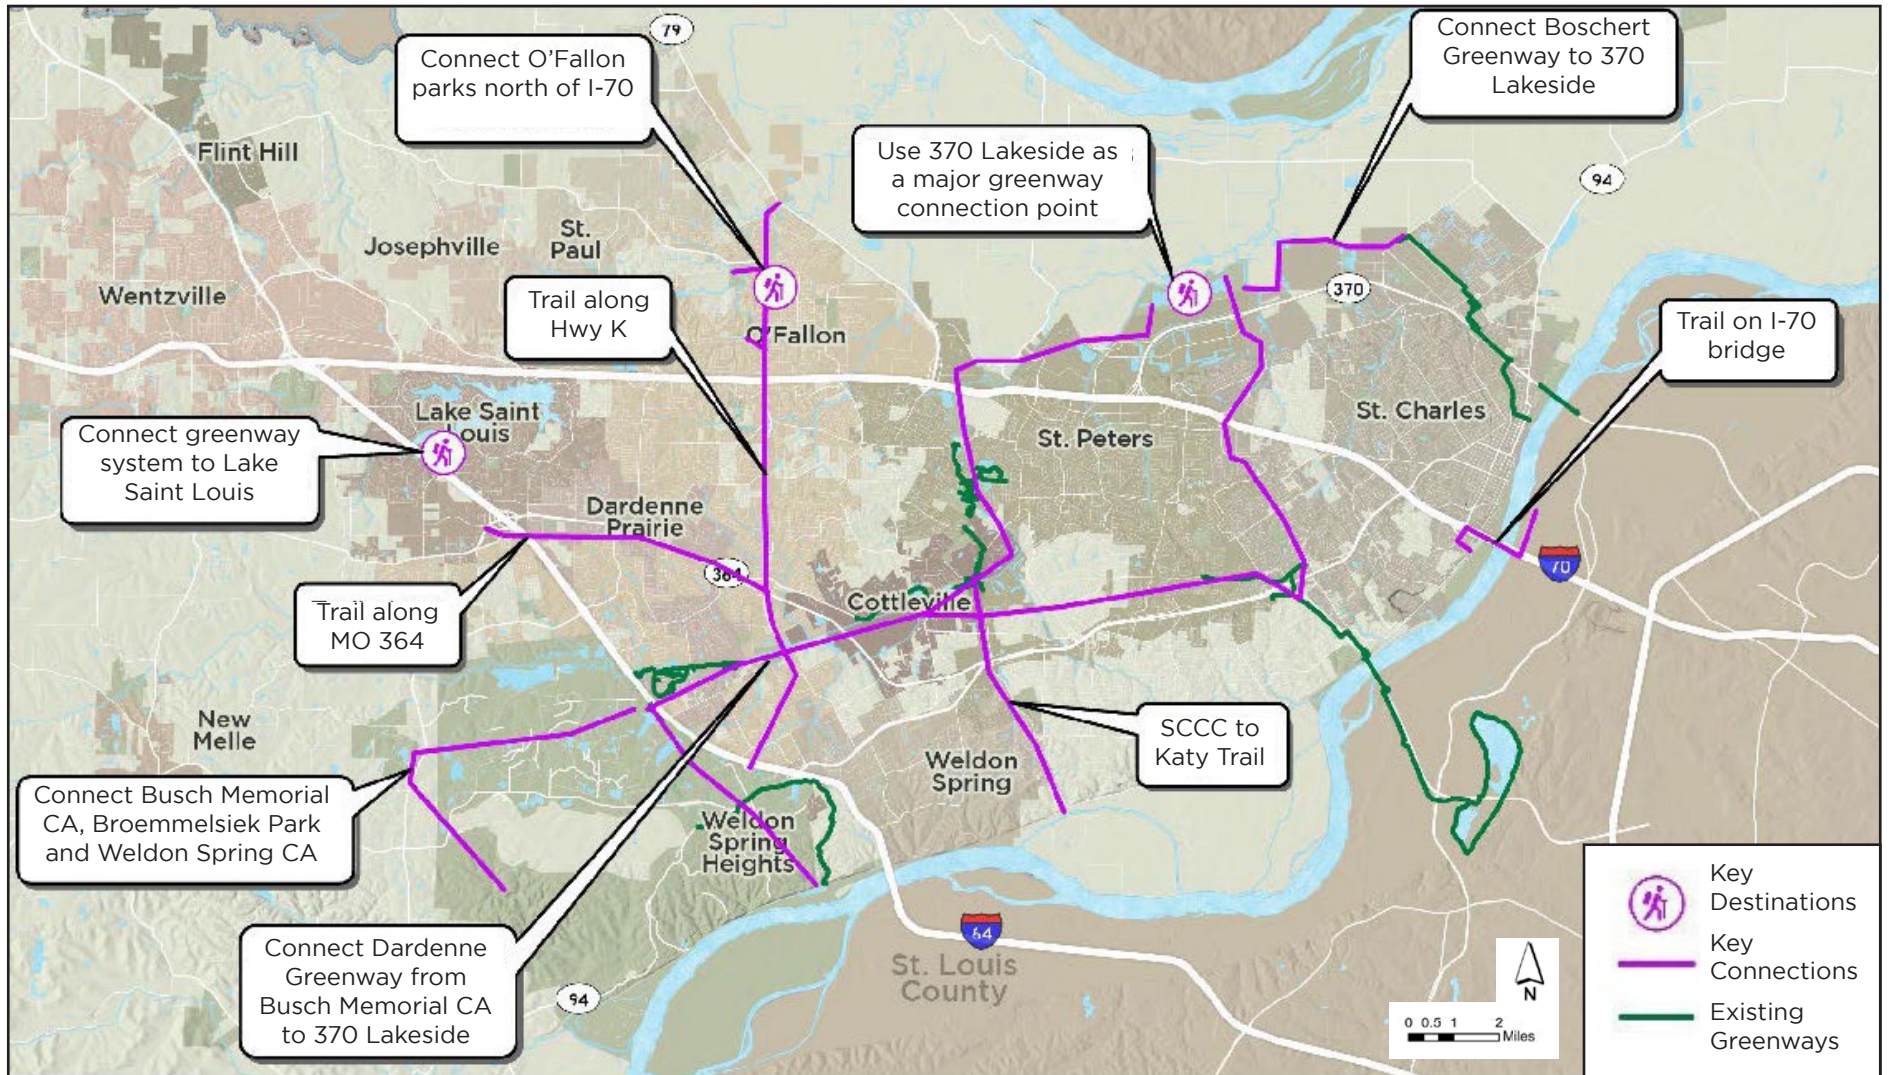 79
Connect O'Fallon
parks north of I-70
Connect Boschert
Greenway to 370
Lakeside
Flint Hill
Use 370 Lakeside as
a major greenway
connection point
94
Josephville
St.
Paul
Wentzville
Trail along
Hwy K
370
O'Fallon
Trail on I-70
bridge
Lake Saint
Louis
St. Charles
St. Peters
Connect greenway
system to Lake
Saint Louis
Dardenne
Prairie
364
70
Trail along
MO 364
Cottleville
New
Melle
SCCC to
Katy Trail
Weldon
Spring
Connect Busch Memorial
CA, Broemmelsiek Park
and Weldon Spring CA
Weldon
Spring
Heights
Connect Dardenne
Greenway from
Busch Memorial CA
to 370 Lakeside
64
St. Louis
County
94
N
0 0.5 1 2
Miles
Key
Destinations
Key
Connections
Existing
Greenways